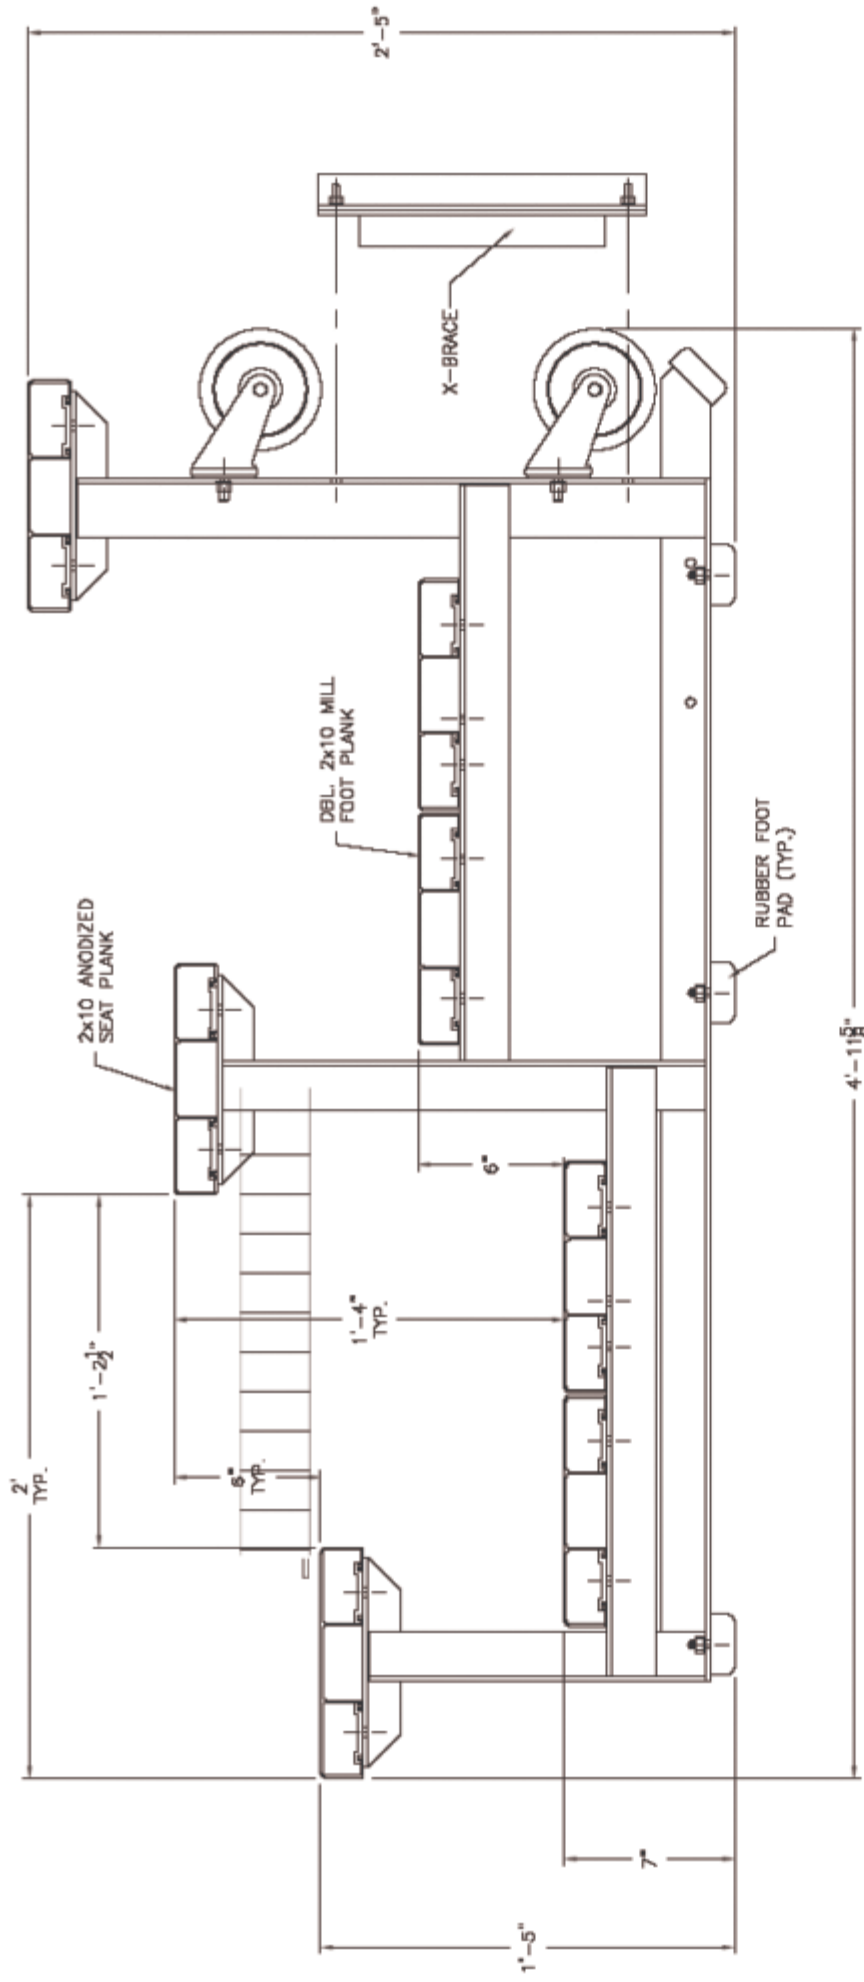 2'
TYP.
1'-2½"
2x10 ANODIZED
SEAT PLANK
6"
TYP.
1'-4"
TYP.
DBL. 2x10 MILL
FOOT PLANK
2'-5"
X-BRACE
6"
1'-5"
7"
RUBBER FOOT
PAD (TYP.)
4'-11⅝"